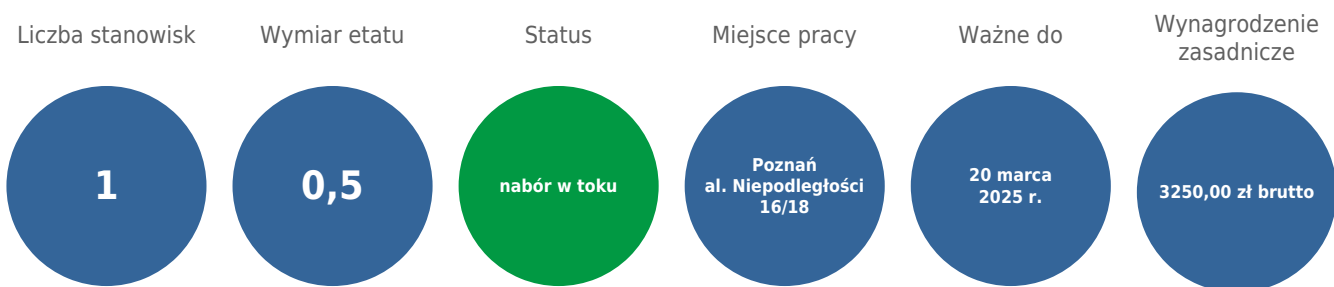 Liczba stanowisk
1
Wymiar etatu
0,5
Status
nabór w toku
Miejsce pracy
Poznań
al. Niepodległości
16/18
Ważne do
20 marca
2025 r.
Wynagrodzenie
zasadnicze
3250,00 zł brutto